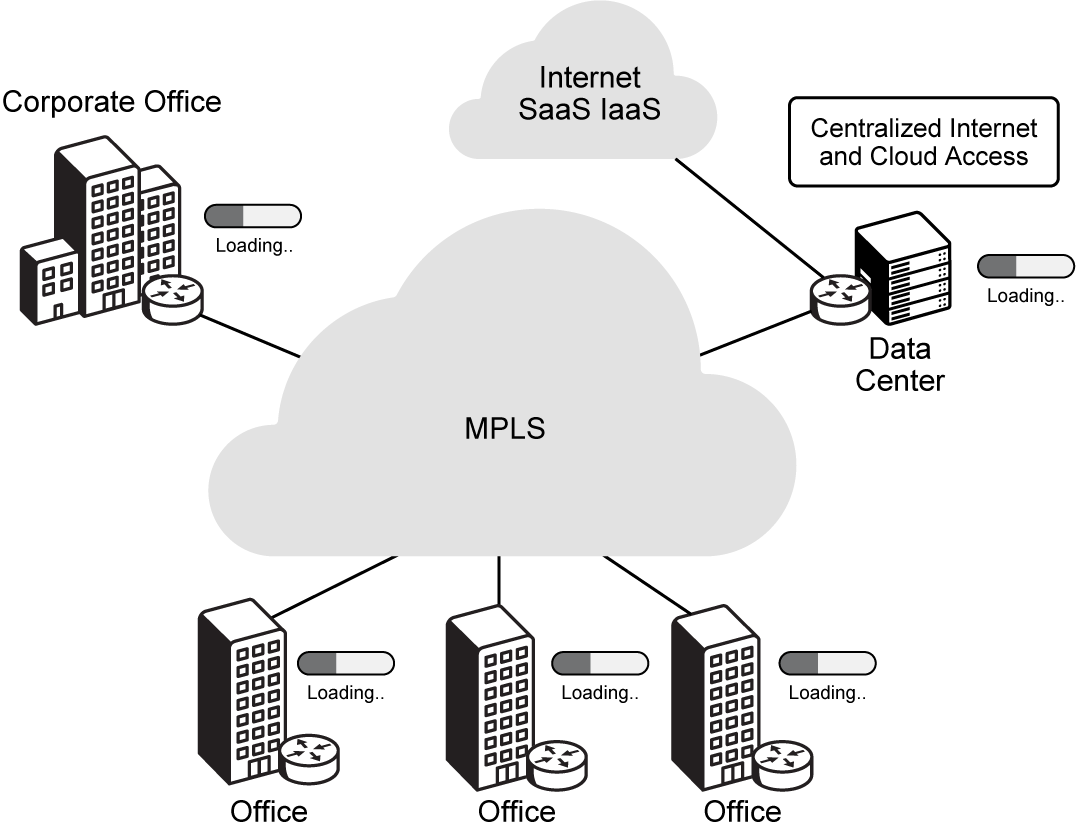 Internet
SaaS IaaS
Corporate Office
Centralized Internet
and Cloud Access
Loading..
Loading..
Data
Center
MPLS
Loading..
Loading..
Loading..
Office
Office
Office